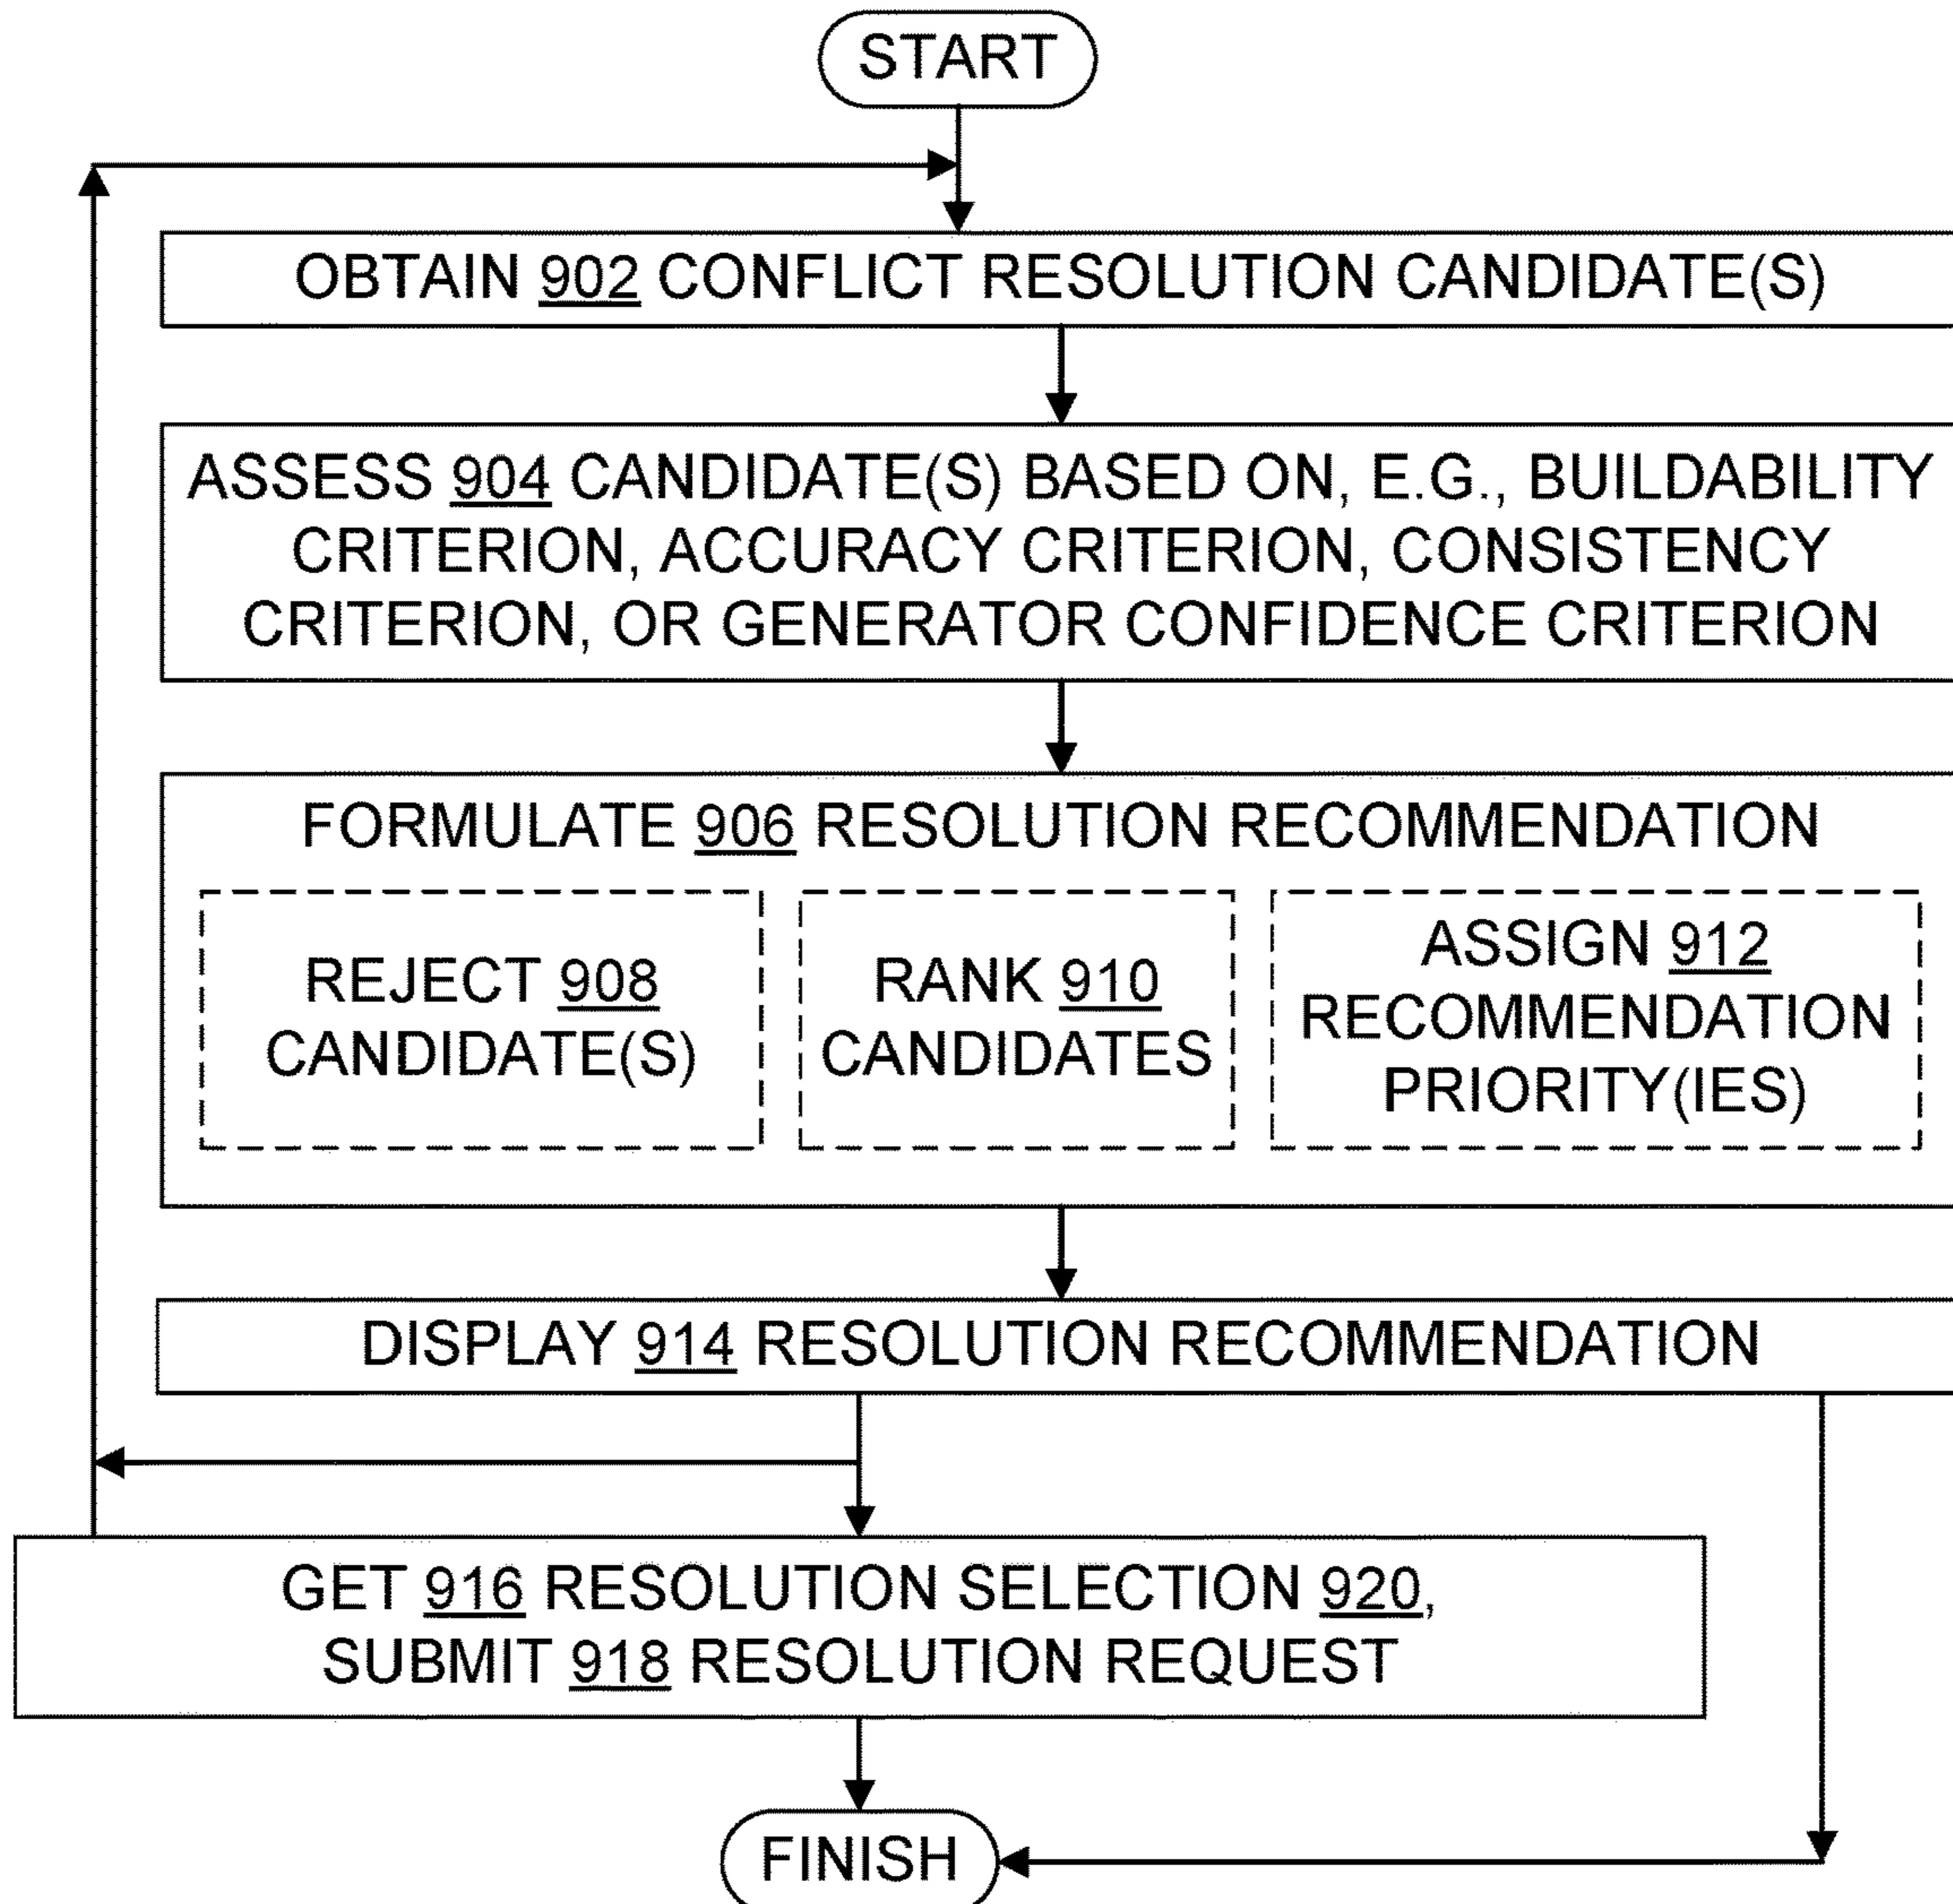 START
OBTAIN 902 CONFLICT RESOLUTION CANDIDATE(S)
ASSESS 904 CANDIDATE(S) BASED ON, E.G., BUILDABILITY
CRITERION, ACCURACY CRITERION, CONSISTENCY
CRITERION, OR GENERATOR CONFIDENCE CRITERION
FORMULATE 906 RESOLUTION RECOMMENDATION
REJECT 908
CANDIDATE(S)
RANK 910
CANDIDATES
ASSIGN 912
RECOMMENDATION
PRIORITY(IES)
DISPLAY 914 RESOLUTION RECOMMENDATION
GET 916 RESOLUTION SELECTION 920,
SUBMIT 918 RESOLUTION REQUEST
FINISH